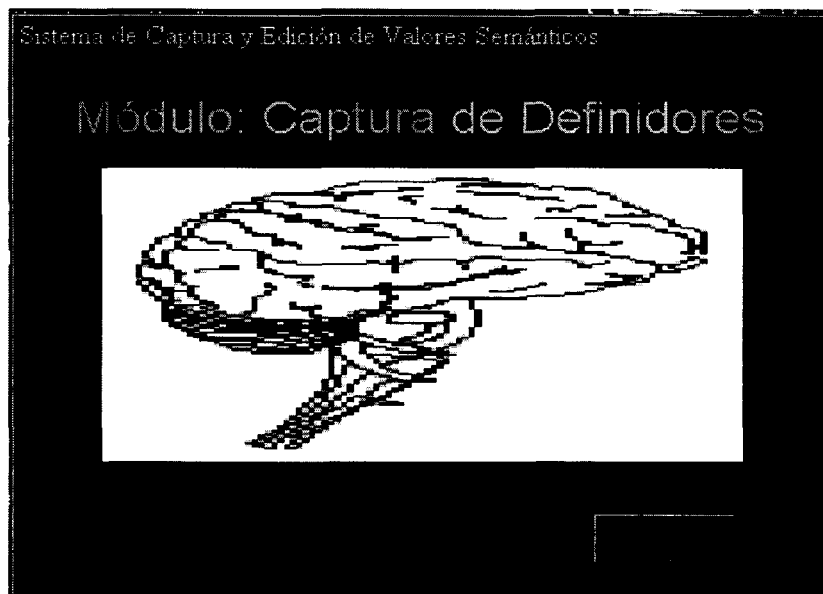 Sistema de Captura y Edición de Valores Semánticos
Módulo: Captura de Definidores